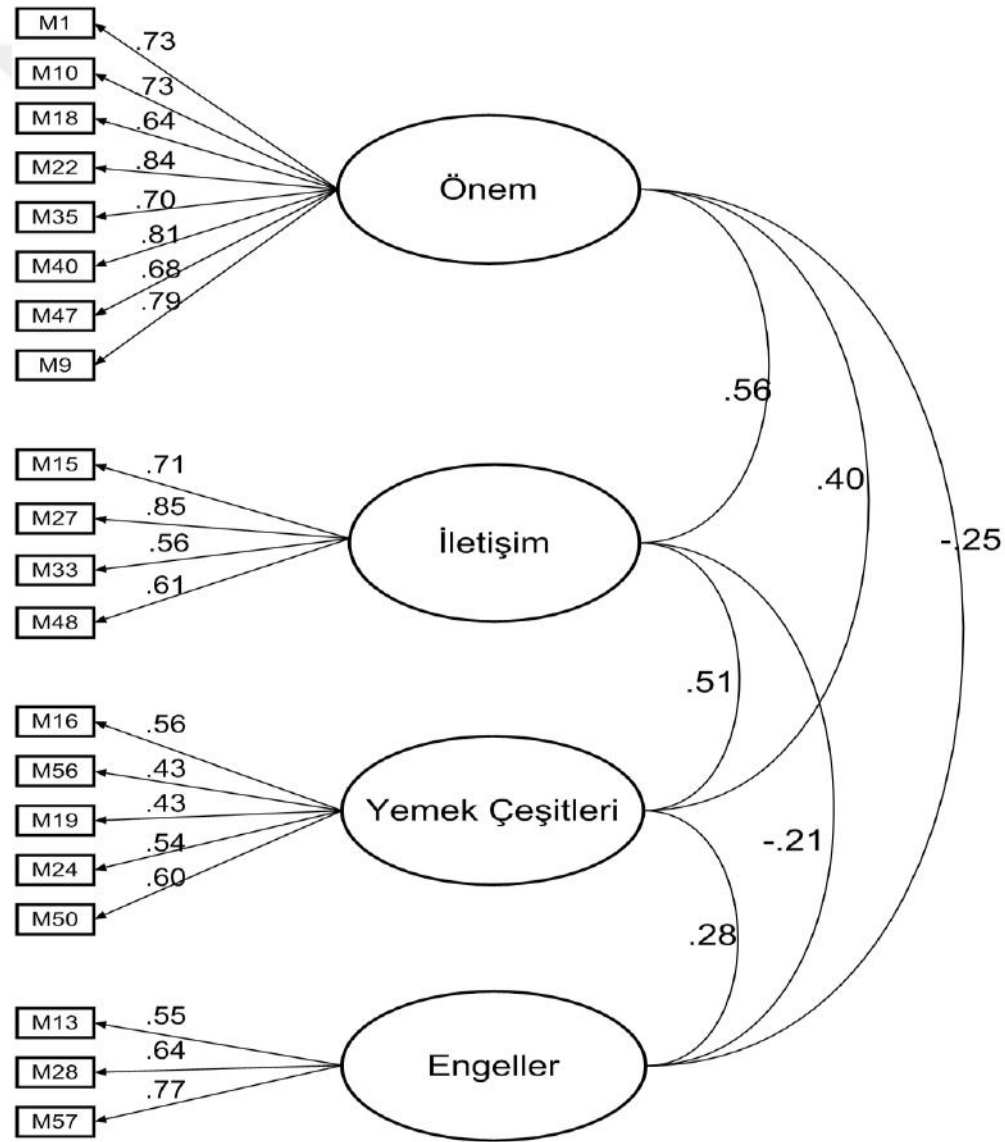 M1
.73
M10
.73
M18
.64
M22
.84
M35
.70
M40
.81
M47
.68
M9
.79
Önem
M15
.71
M27
.85
M33
.56
M48
.61
İletişim
M16
.56
M56
.43
M19
.43
M24
.54
M50
.60
Yemek Çeşitleri
M13
.55
M28
.64
M57
.77
Engeller
.56
.40
-.25
.51
-.21
.28